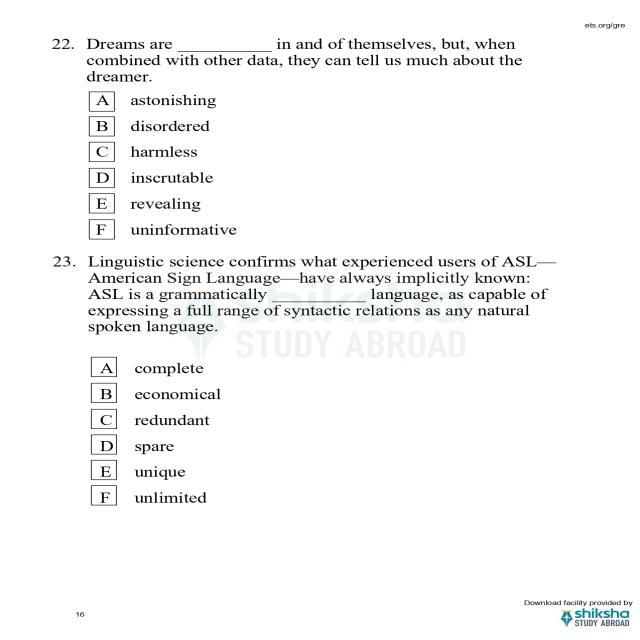 ets.org/gre
22. Dreams are ___________ in and of themselves, but, when
combined with other data, they can tell us much about the
dreamer.
A astonishing
B disordered
C harmless
D inscrutable
E revealing
F uninformative
23. Linguistic science confirms what experienced users of ASL—
American Sign Language—have always implicitly known:
ASL is a grammatically ___________ language, as capable of
expressing a full range of syntactic relations as any natural
spoken language.
shiksha
STUDY ABROAD
A complete
B economical
C redundant
D spare
E unique
F unlimited
Download facility provided by
16
shiksha
STUDY ABROAD